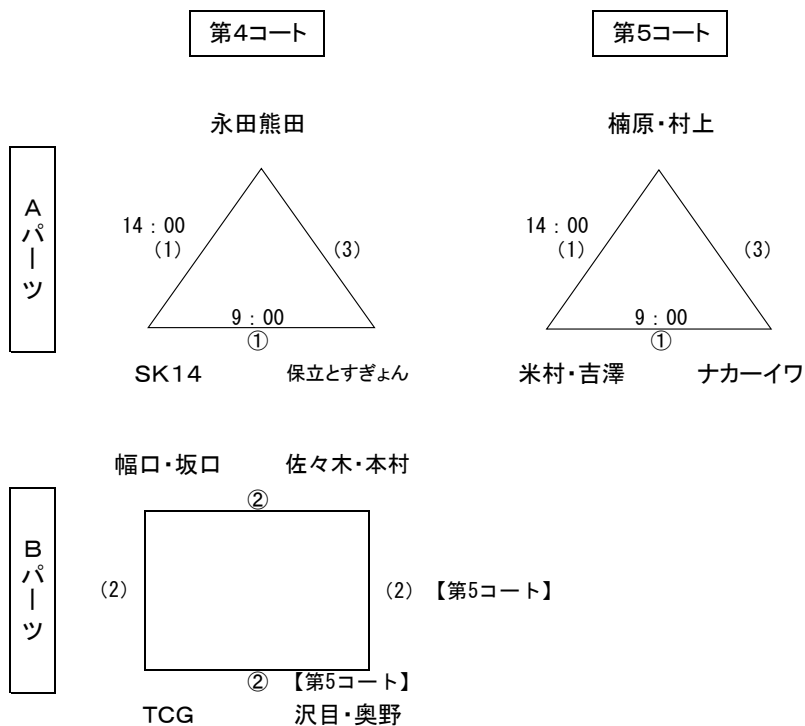 第4コート
第5コート
Aパーツ
永田熊田
14:00
(1)
(3)
9:00
①
SK14
保立とすぎょん
楠原・村上
14:00
(1)
(3)
9:00
①
米村・吉澤
ナカーイワ
Bパーツ
幅口・坂口
佐々木・本村
②
(2)
(2) 【第5コート】
② 【第5コート】
TCG
沢目・奥野